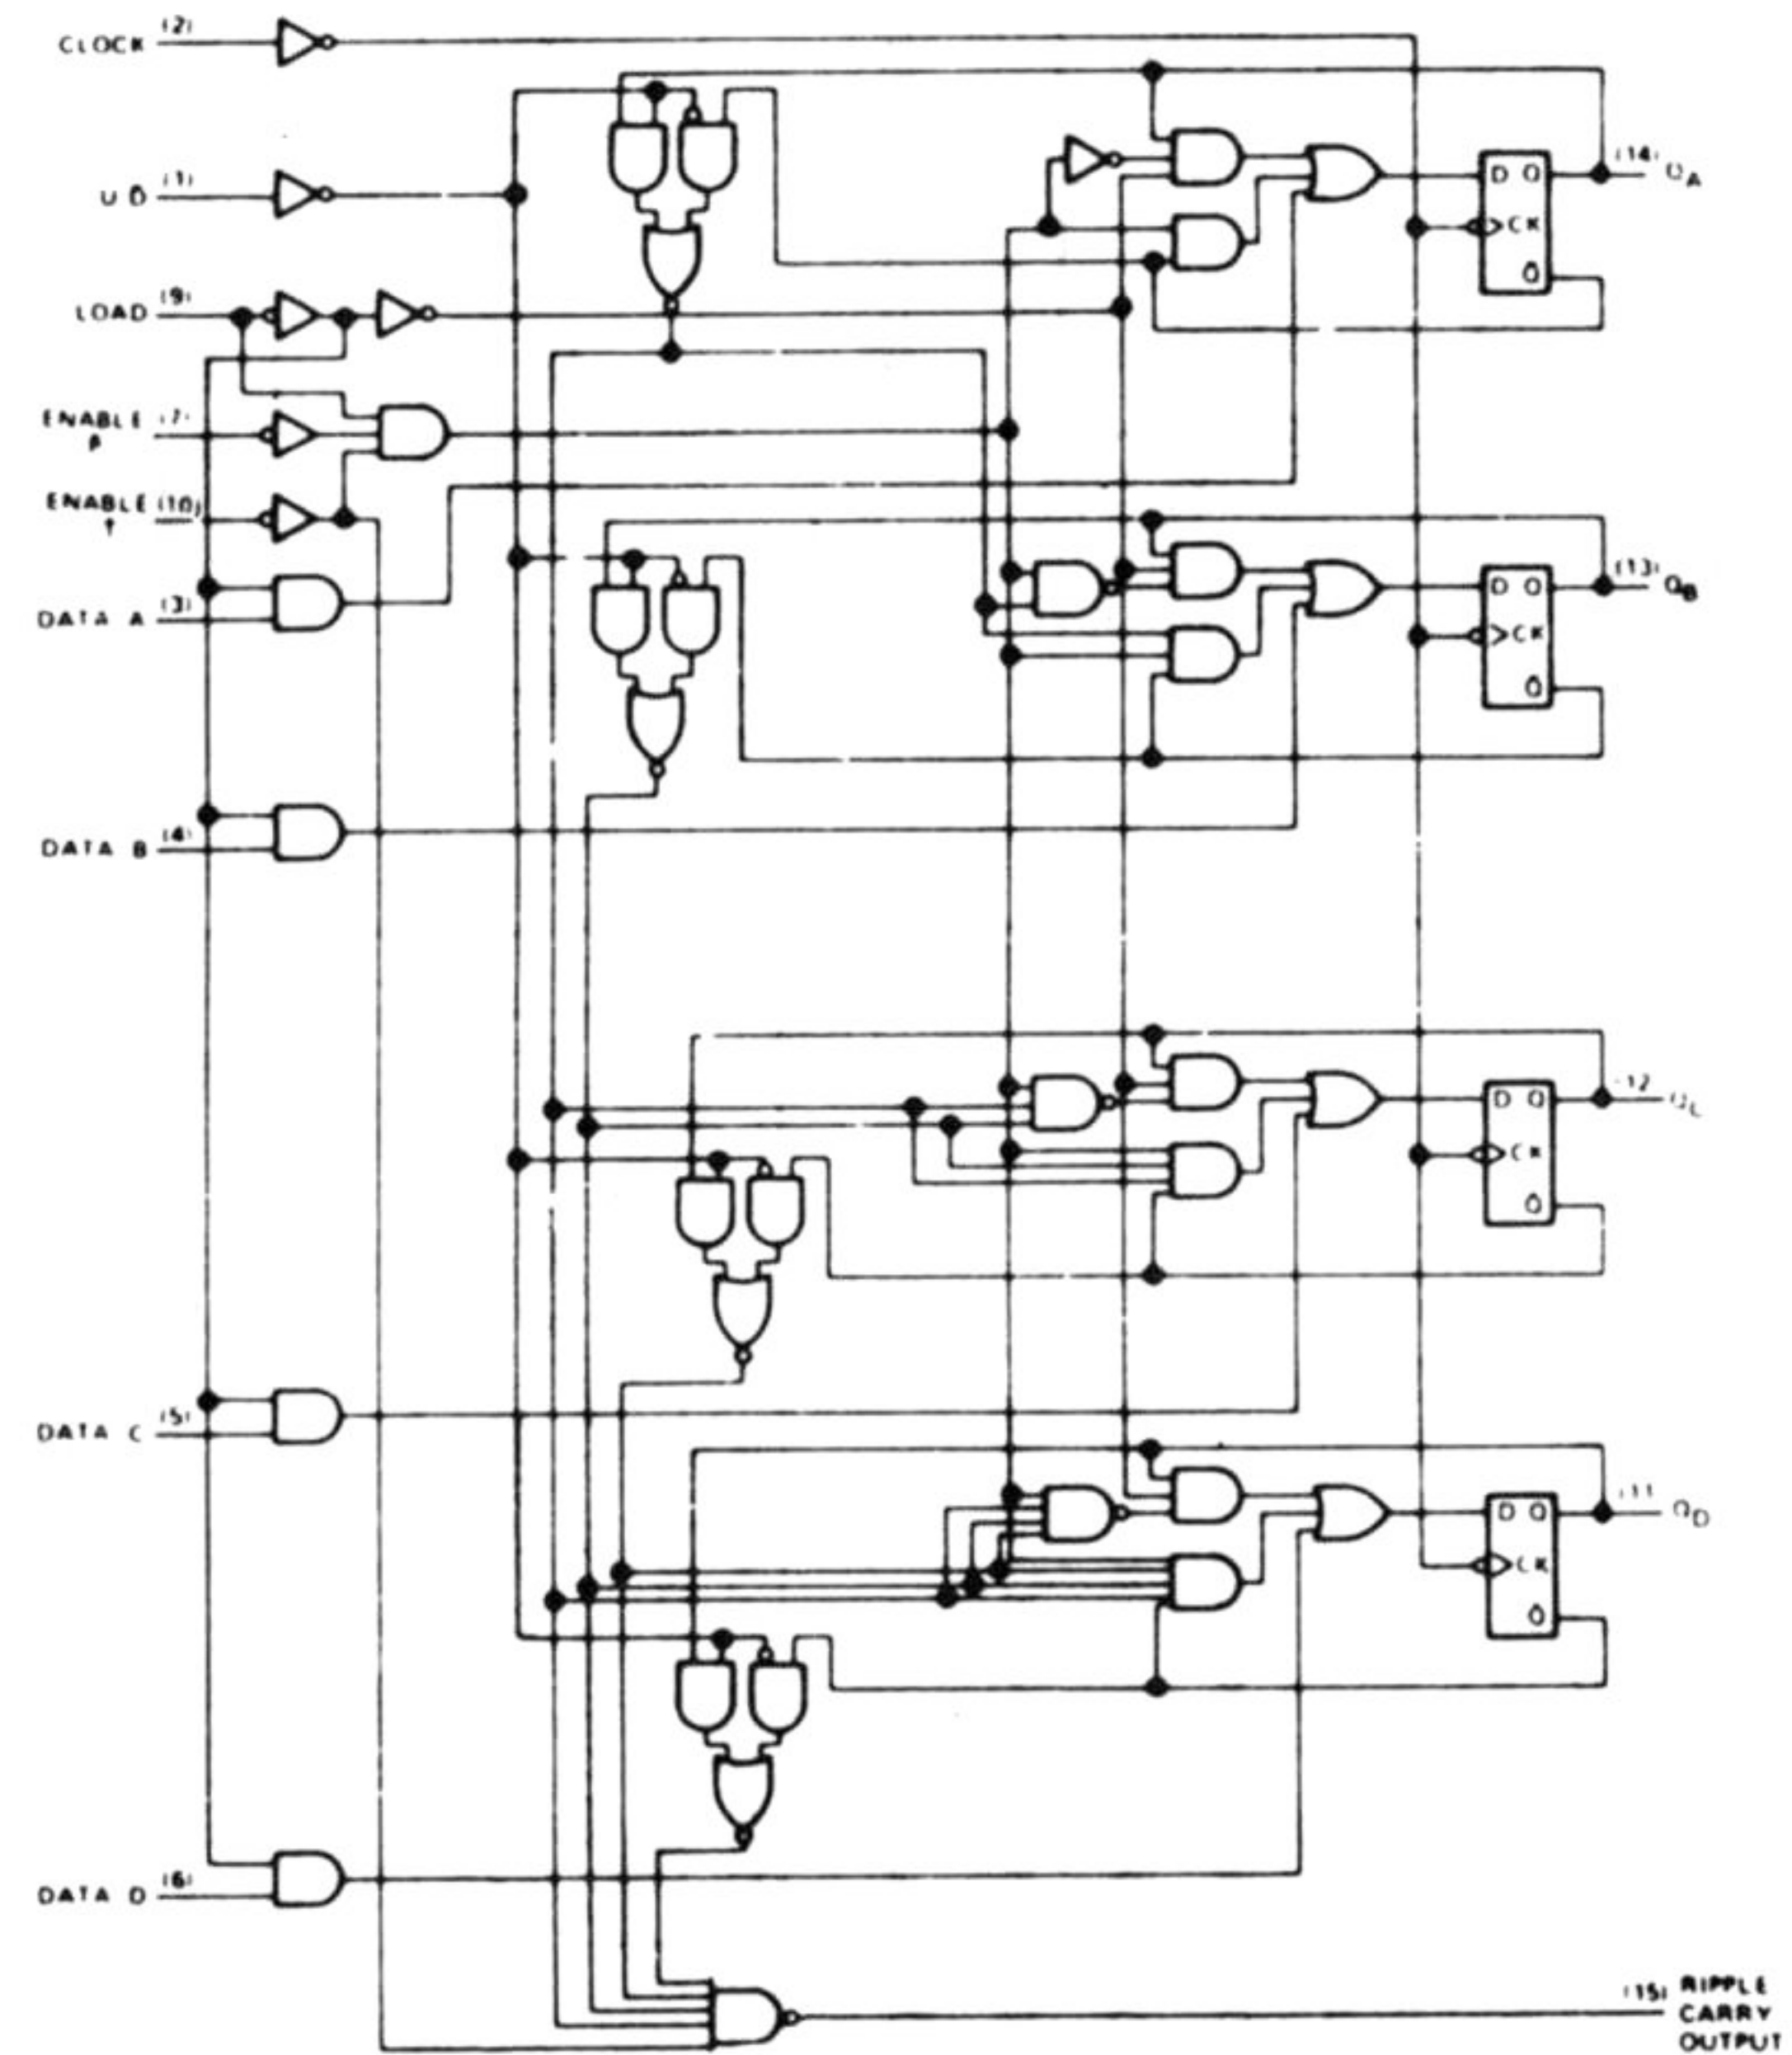 CLOCK (2)
U D̄ (1)
LOAD (9)
ENABLE (7)
P̄
ENABLE (10)
T̄
DATA A (3)
DATA B (4)
DATA C (5)
DATA D (6)
D Q
CK
Q̄
(14) QA
D Q
CK
Q̄
(13) QB
D Q
CK
Q̄
(12
D Q
CK
Q̄
(11 QD
(15) RIPPLE
CARRY
OUTPUT